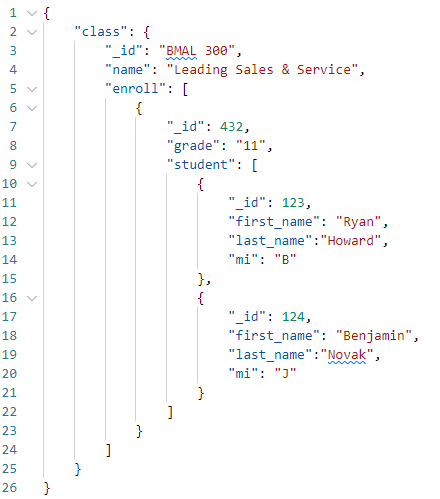 1 {
2 "class": {
3 "_id": "BMAL 300",
4 "name": "Leading Sales & Service",
5 "enroll": [
6 {
7 "_id": 432,
8 "grade": "11",
9 "student": [
10 {
11 "_id": 123,
12 "first_name": "Ryan",
13 "last_name":"Howard",
14 "mi": "B"
15 },
16 {
17 "_id": 124,
18 "first_name": "Benjamin",
19 "last_name":"Novak",
20 "mi": "J"
21 }
22 ]
23 }
24 ]
25 }
26 }